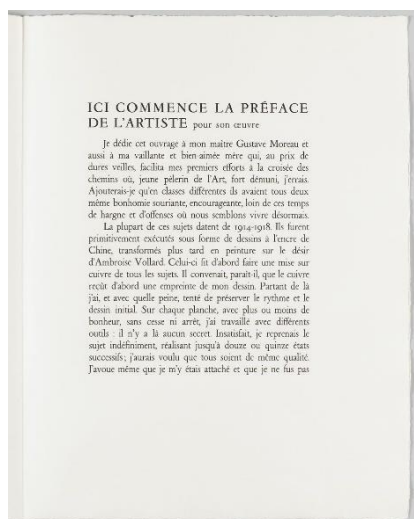 ICI COMMENCE LA PRÉFACE
DE L'ARTISTE pour son œuvre
Je dédie cet ouvrage à mon maître Gustave Moreau et
aussi à ma vaillante et bien-aimée mère qui, au prix de
dures veilles, facilita mes premiers efforts à la croisée des
chemins où, jeune pèlerin de l'Art, fort démuni, j'errais.
Ajouterais-je qu'en classes différentes ils avaient tous deux
même bonhomie souriante, encourageante, loin de ces temps
de hargne et d'offenses où nous semblons vivre désormais.
La plupart de ces sujets datent de 1914-1918. Ils furent
primitivement exécutés sous forme de dessins à l'encre de
Chine, transformés plus tard en peinture sur le désir
d'Ambroise Vollard. Celui-ci fit d'abord faire une mise sur
cuivre de tous les sujets. Il convenait, paraît-il, que le cuivre
reçût d'abord une empreinte de mon dessin. Partant de là
j'ai, et avec quelle peine, tenté de préserver le rythme et le
dessin initial. Sur chaque planche, avec plus ou moins de
bonheur, sans cesse ni arrêt, j'ai travaillé avec différents
outils : il n'y a là aucun secret. Insatisfait, je reprenais le
sujet indéfiniment, réalisant jusqu'à douze ou quinze états
successifs; j'aurais voulu que tous soient de même qualité.
J'avoue même que je m'y étais attaché et que je ne fus pas